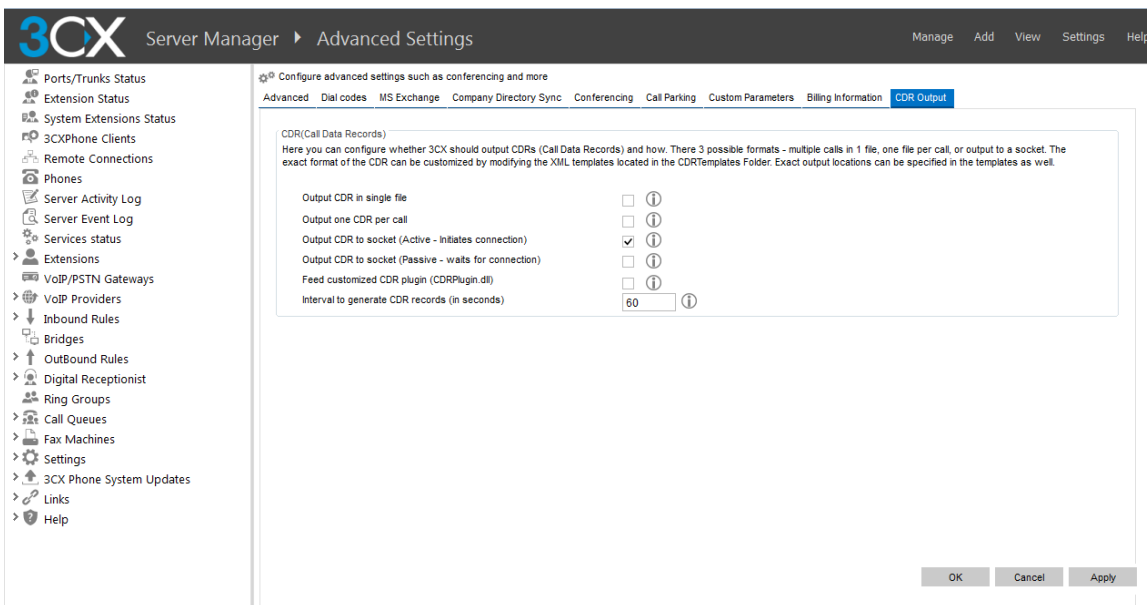 3CX Server Manager Advanced Settings
Manage Add View Settings Help
Ports/Trunks Status
Extension Status
System Extensions Status
3CXPhone Clients
Remote Connections
Phones
Server Activity Log
Server Event Log
Services status
Extensions
VoIP/PSTN Gateways
VoIP Providers
Inbound Rules
Bridges
OutBound Rules
Digital Receptionist
Ring Groups
Call Queues
Fax Machines
Settings
3CX Phone System Updates
Links
Help
Configure advanced settings such as conferencing and more
Advanced Dial codes MS Exchange Company Directory Sync Conferencing Call Parking Custom Parameters Billing Information CDR Output
CDR(Call Data Records)
Here you can configure whether 3CX should output CDRs (Call Data Records) and how. There 3 possible formats - multiple calls in 1 file, one file per call, or output to a socket. The
exact format of the CDR can be customized by modifying the XML templates located in the CDRTemplates Folder. Exact output locations can be specified in the templates as well.
Output CDR in single file
Output one CDR per call
Output CDR to socket (Active - Initiates connection)
Output CDR to socket (Passive - waits for connection)
Feed customized CDR plugin (CDRPlugin.dll)
Interval to generate CDR records (in seconds) 60
OK Cancel Apply